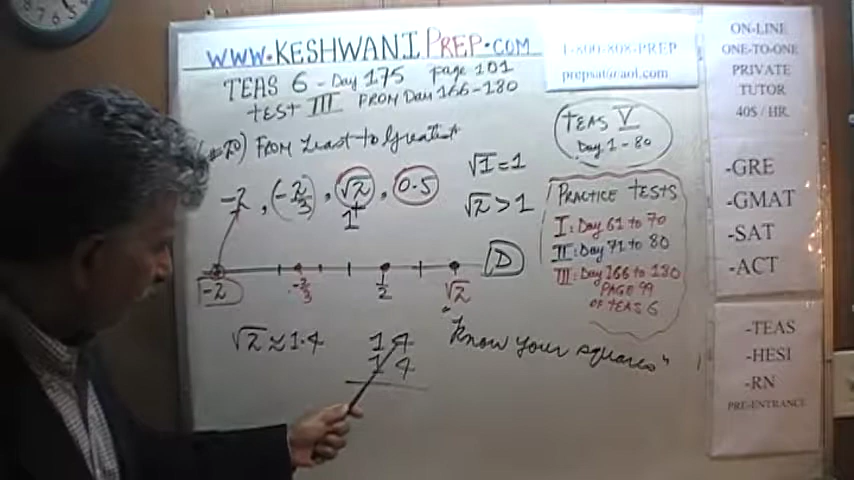 WWW.KESHWANIPREP.COM
TEAS 6 - Day 175 Page 101
TEST III FROM Day 166-180
(#20) FROM Least to Greatest
-2, (-2/3), √2, 0.5
1+
√1 = 1
√2 > 1
-2 -2/3 1/2 √2
D
√2 ≈ 1.4
14
14
"Know your squares"
1-800-808-PREP
prepsat@aol.com
TEAS V
Day 1-80
PRACTICE TESTS
I: Day 61 to 70
II: Day 71 to 80
III: Day 166 to 180
PAGE 99
OF TEAS 6
ON-LINE
ONE-TO-ONE
PRIVATE
TUTOR
40$ / HR.
-GRE
-GMAT
-SAT
-ACT
-TEAS
-HESI
-RN
PRE-ENTRANCE